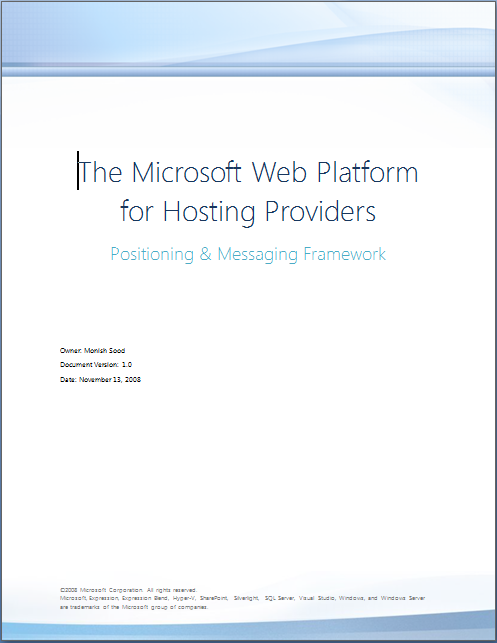 The Microsoft Web Platform
for Hosting Providers
Positioning & Messaging Framework
Owner: Monish Sood
Document Version: 1.0
Date: November 13, 2008
©2008 Microsoft Corporation. All rights reserved.
Microsoft, Expression, Expression Blend, Hyper-V, SharePoint, Silverlight, SQL Server, Visual Studio, Windows, and Windows Server
are trademarks of the Microsoft group of companies.